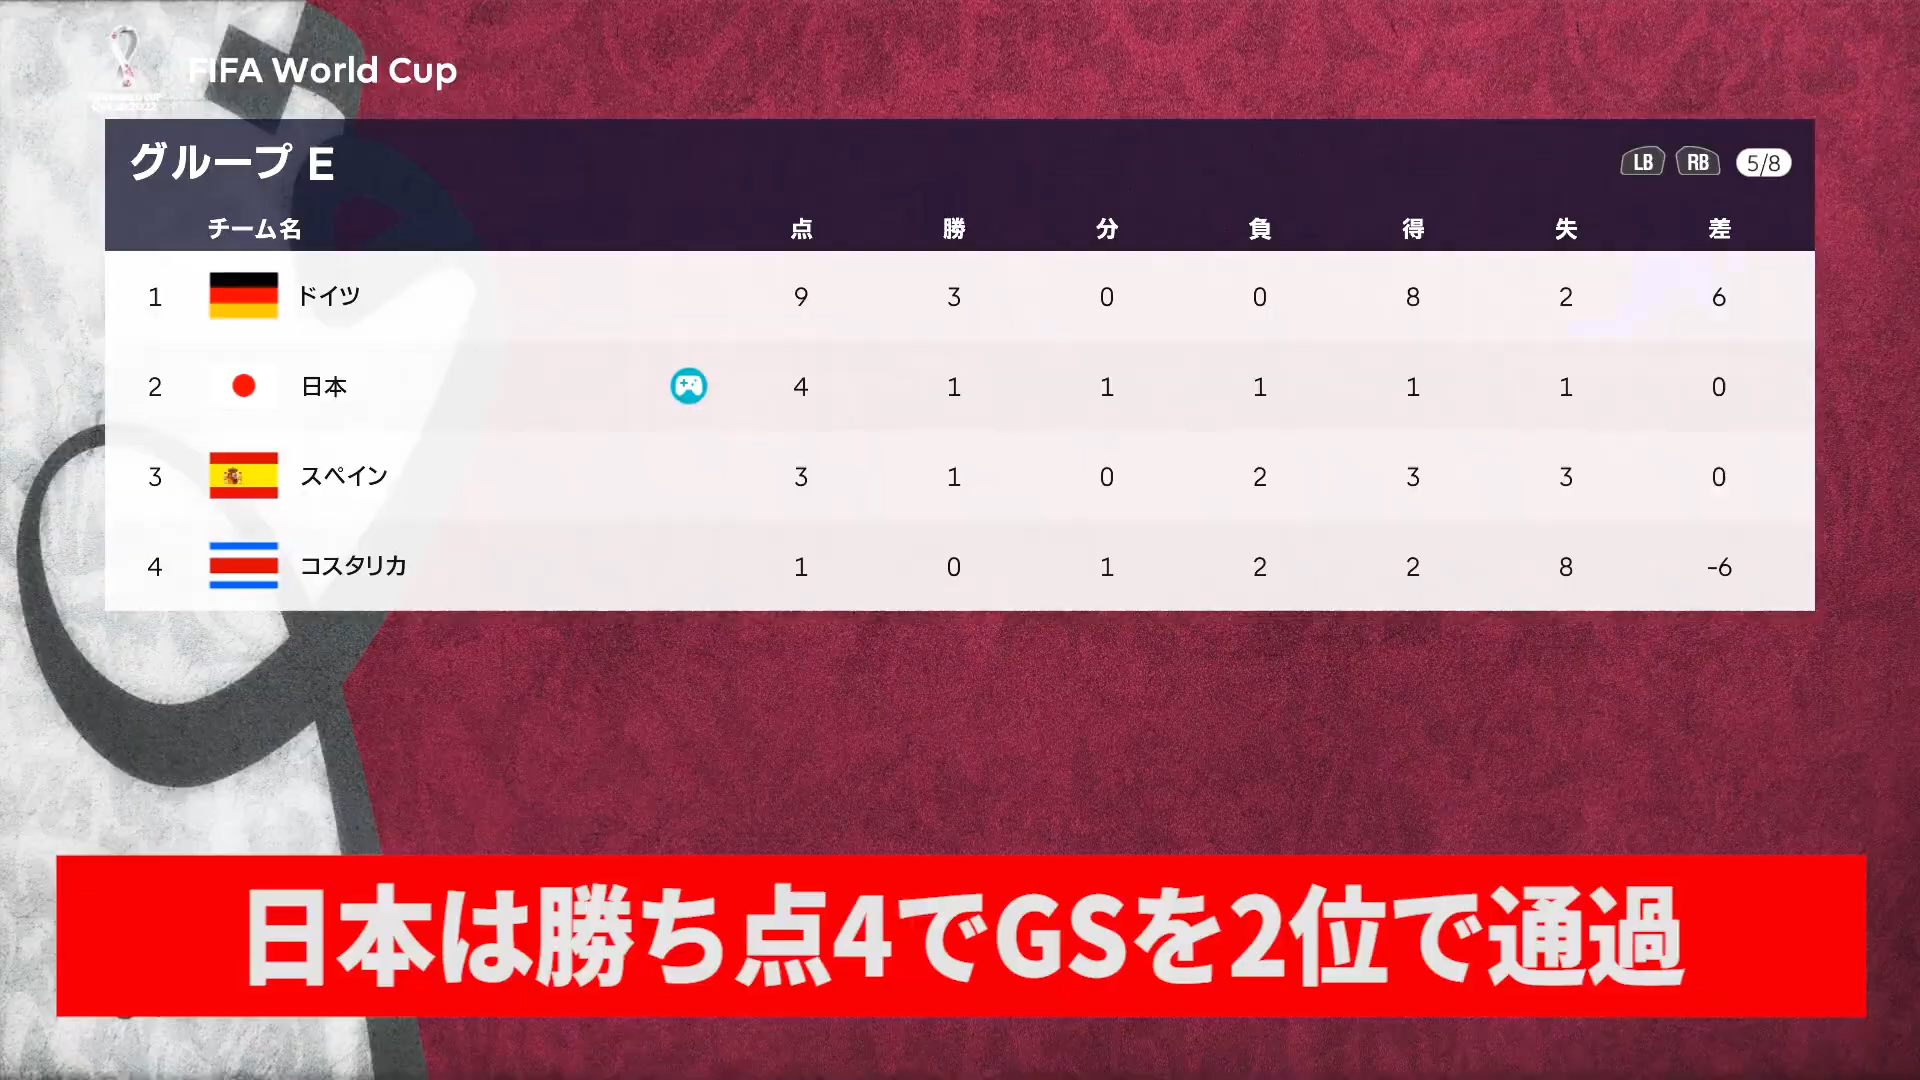 FIFA World Cup
グループ E
LB RB 5/8
チーム名 点 勝 分 負 得 失 差
1 ドイツ 9 3 0 0 8 2 6
2 日本 4 1 1 1 1 1 0
3 スペイン 3 1 0 2 3 3 0
4 コスタリカ 1 0 1 2 2 8 -6
日本は勝ち点4でGSを2位で通過